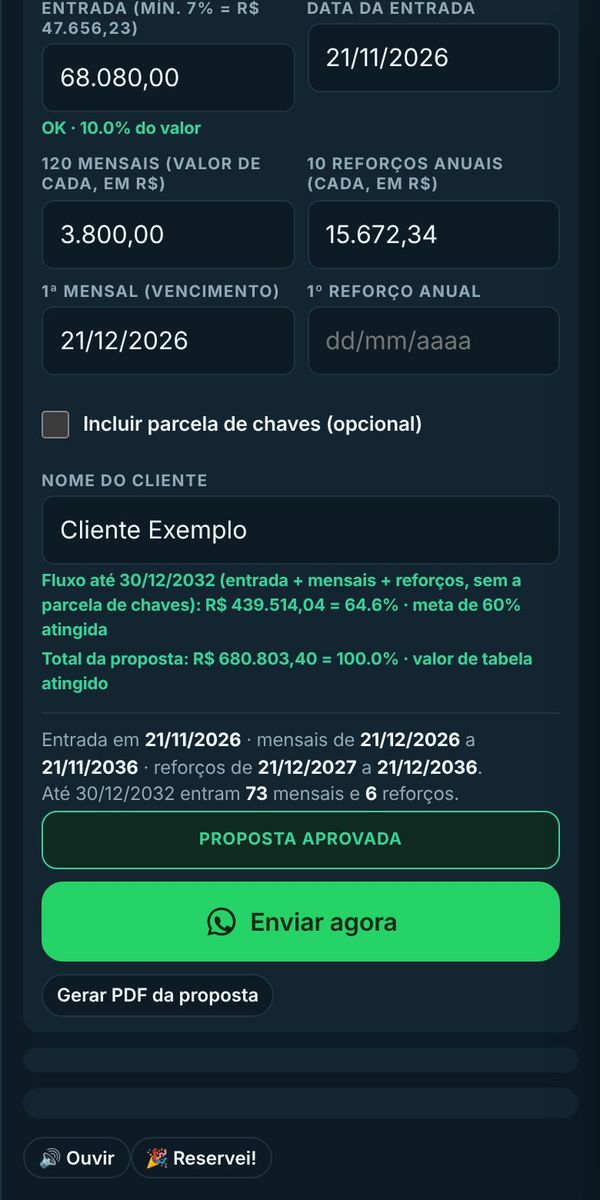 ENTRADA (MÍN. 7% = R$
47.656,23)
68.080,00
OK · 10.0% do valor
DATA DA ENTRADA
21/11/2026
120 MENSAIS (VALOR DE
CADA, EM R$)
3.800,00
10 REFORÇOS ANUAIS
(CADA, EM R$)
15.672,34
1ª MENSAL (VENCIMENTO)
21/12/2026
1º REFORÇO ANUAL
dd/mm/aaaa
Incluir parcela de chaves (opcional)
NOME DO CLIENTE
Cliente Exemplo
Fluxo até 30/12/2032 (entrada + mensais + reforços, sem a
parcela de chaves): R$ 439.514,04 = 64.6% · meta de 60%
atingida
Total da proposta: R$ 680.803,40 = 100.0% · valor de tabela
atingido
Entrada em 21/11/2026 · mensais de 21/12/2026 a
21/11/2036 · reforços de 21/12/2027 a 21/12/2036.
Até 30/12/2032 entram 73 mensais e 6 reforços.
PROPOSTA APROVADA
Enviar agora
Gerar PDF da proposta
🔊 Ouvir
🎉 Reservei!